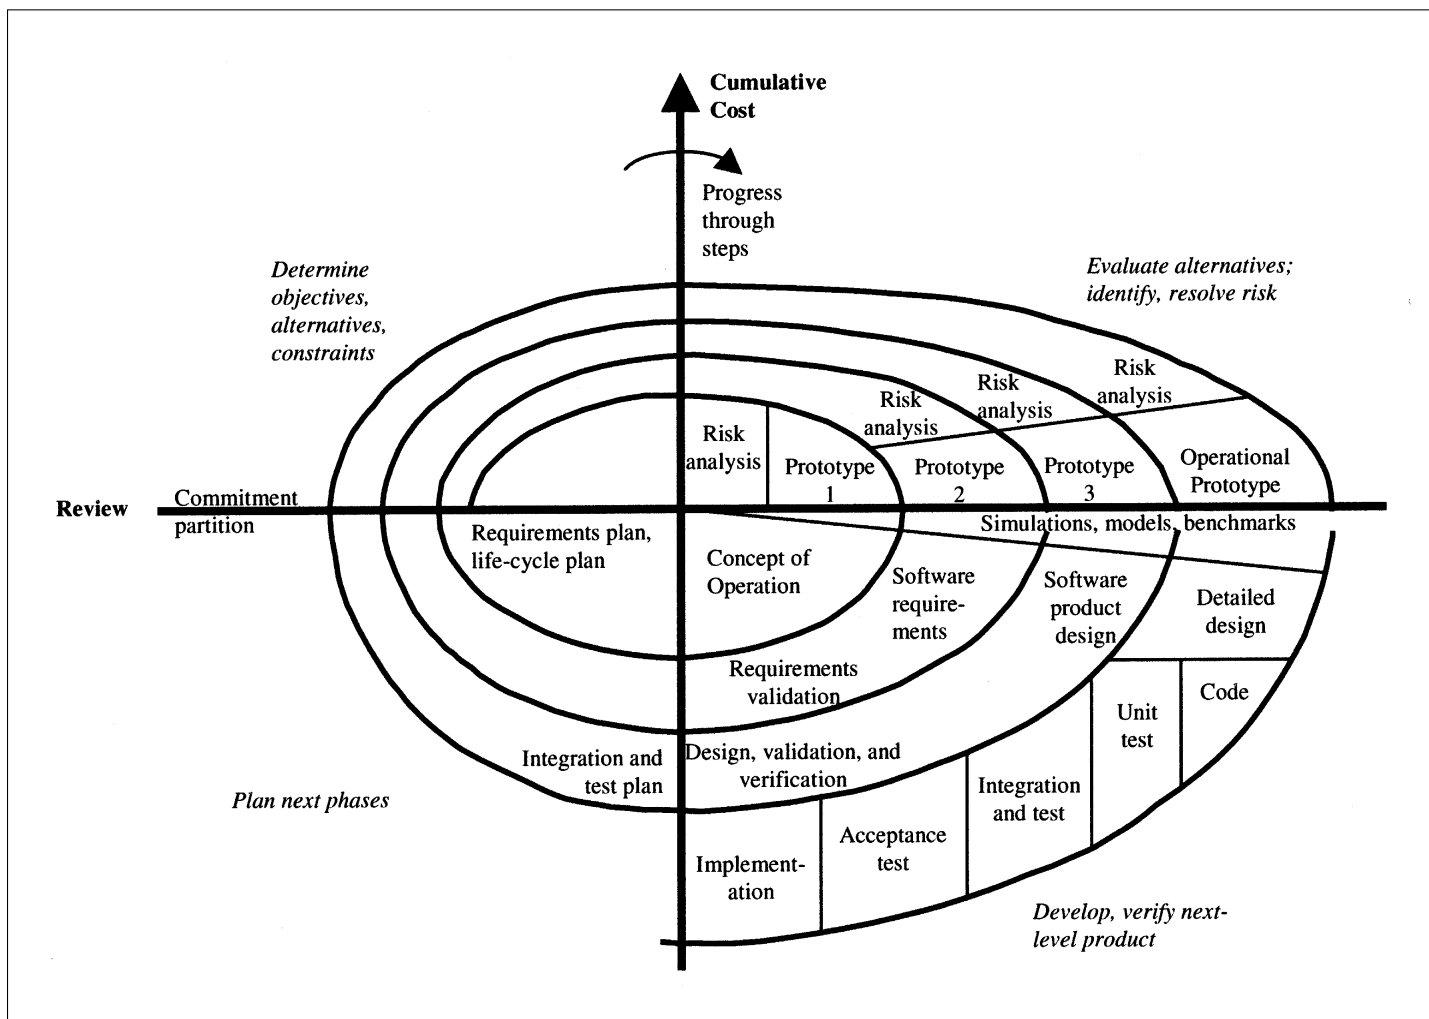 Cumulative
Cost
Progress
through
steps
Determine
objectives,
alternatives,
constraints
Evaluate alternatives;
identify, resolve risk
Risk
analysis
Risk
analysis
Risk
analysis
Risk
analysis
Prototype
1
Prototype
2
Prototype
3
Operational
Prototype
Review
Commitment
partition
Simulations, models, benchmarks
Requirements plan,
life-cycle plan
Concept of
Operation
Software
require-
ments
Software
product
design
Detailed
design
Requirements
validation
Code
Unit
test
Integration and
test plan
Design, validation, and
verification
Integration
and test
Acceptance
test
Implement-
ation
Plan next phases
Develop, verify next-
level product